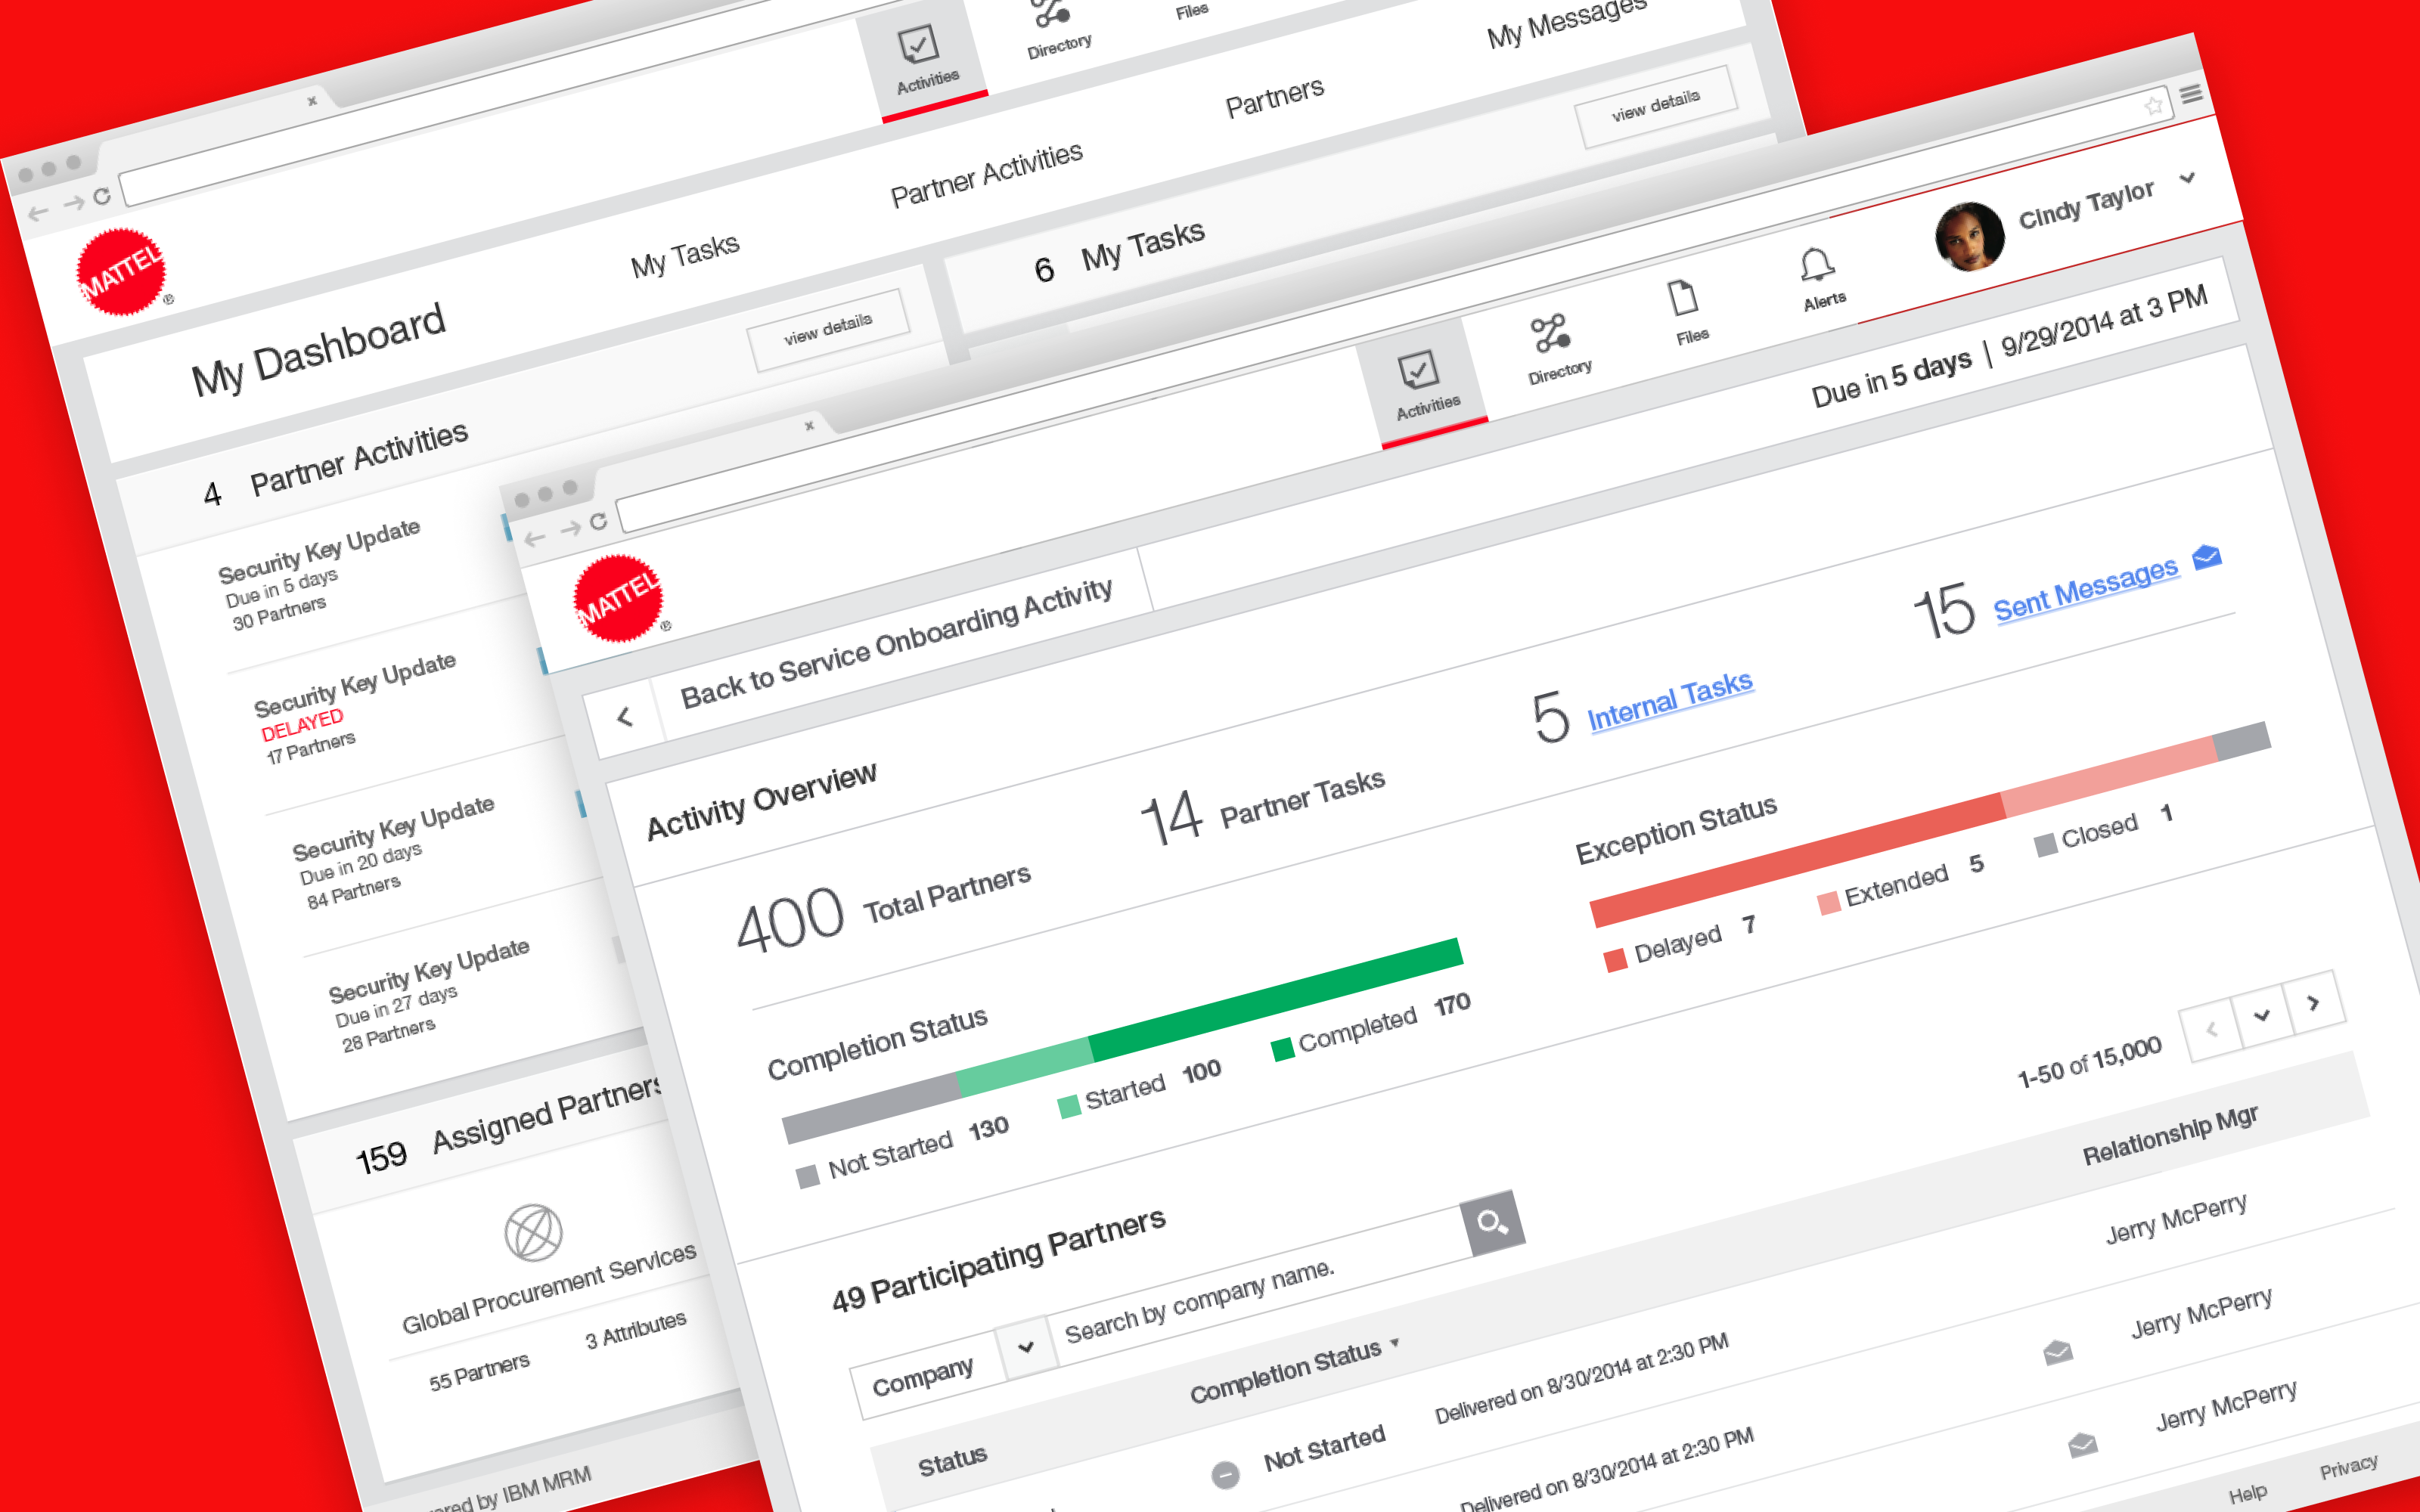 Activities
Directory
Files
MATTEL
®
My Dashboard
My Tasks
Partner Activities
Partners
My Messages
4 Partner Activities
view details
Security Key Update
Due in 5 days
30 Partners
Security Key Update
DELAYED
17 Partners
Security Key Update
Due in 20 days
84 Partners
Security Key Update
Due in 27 days
28 Partners
6 My Tasks
view details
159 Assigned Partners
Global Procurement Services
55 Partners
3 Attributes
by IBM MRM
MATTEL
®
Activities
Directory
Files
Alerts
Cindy Taylor
Back to Service Onboarding Activity
Due in 5 days | 9/29/2014 at 3 PM
Activity Overview
400 Total Partners
14 Partner Tasks
5 Internal Tasks
15 Sent Messages
Completion Status
Not Started 130
Started 100
Completed 170
Exception Status
Delayed 7
Extended 5
Closed 1
49 Participating Partners
1-50 of 15,000
Company
Search by company name.
Status
Completion Status
Relationship Mgr
Not Started
Delivered on 8/30/2014 at 2:30 PM
Jerry McPerry
Delivered on 8/30/2014 at 2:30 PM
Jerry McPerry
Jerry McPerry
Help
Privacy